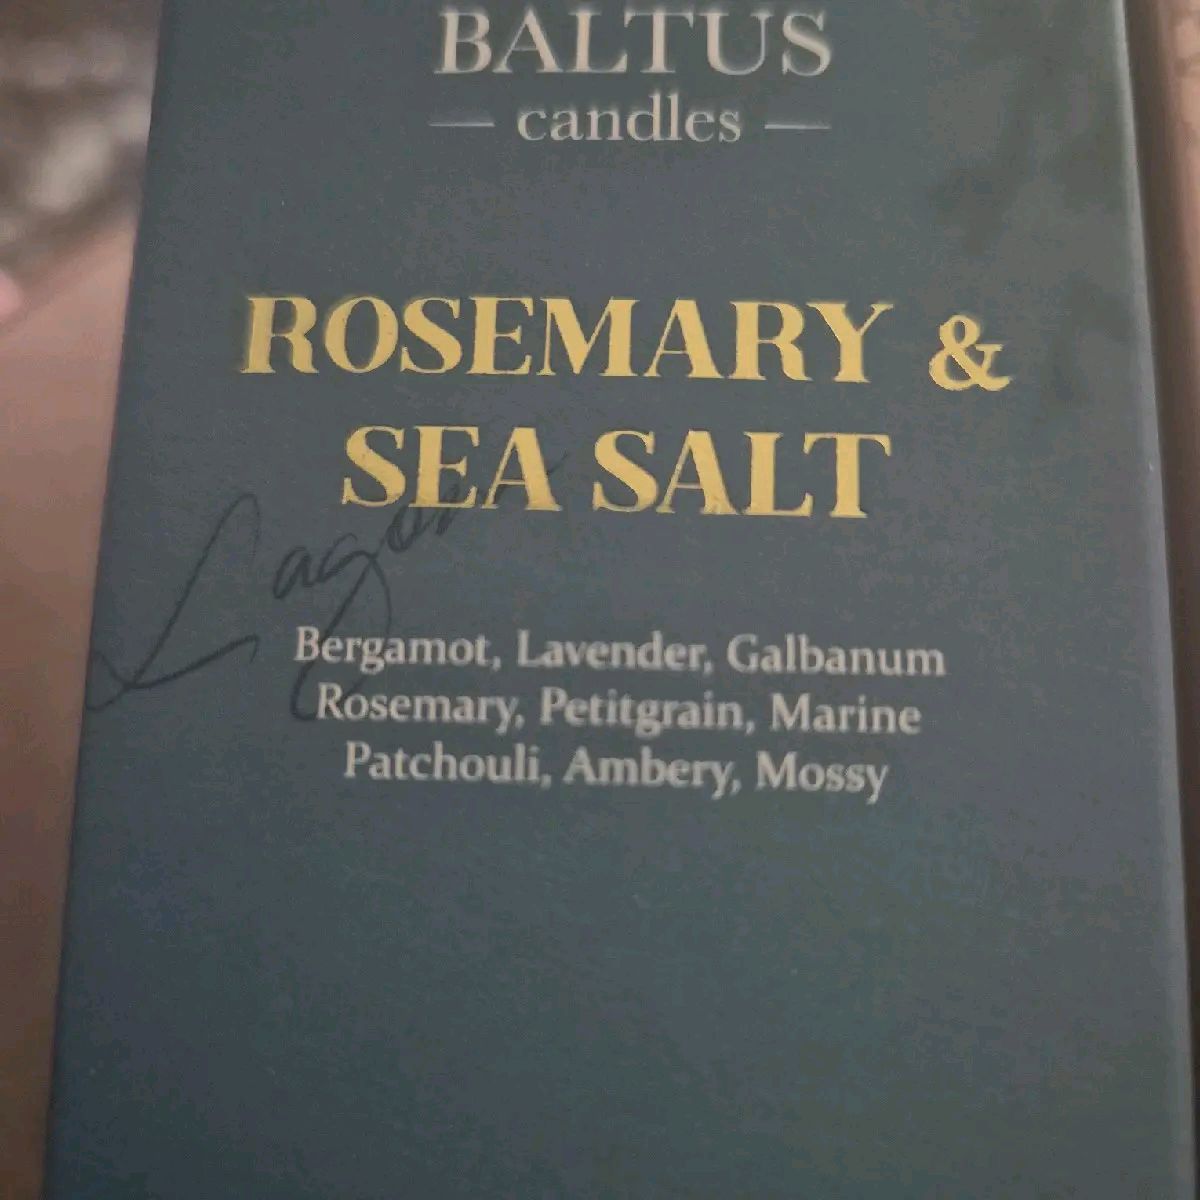 BALTUS
candles
ROSEMARY &
SEA SALT
Bergamot, Lavender, Galbanum
Rosemary, Petitgrain, Marine
Patchouli, Ambery, Mossy